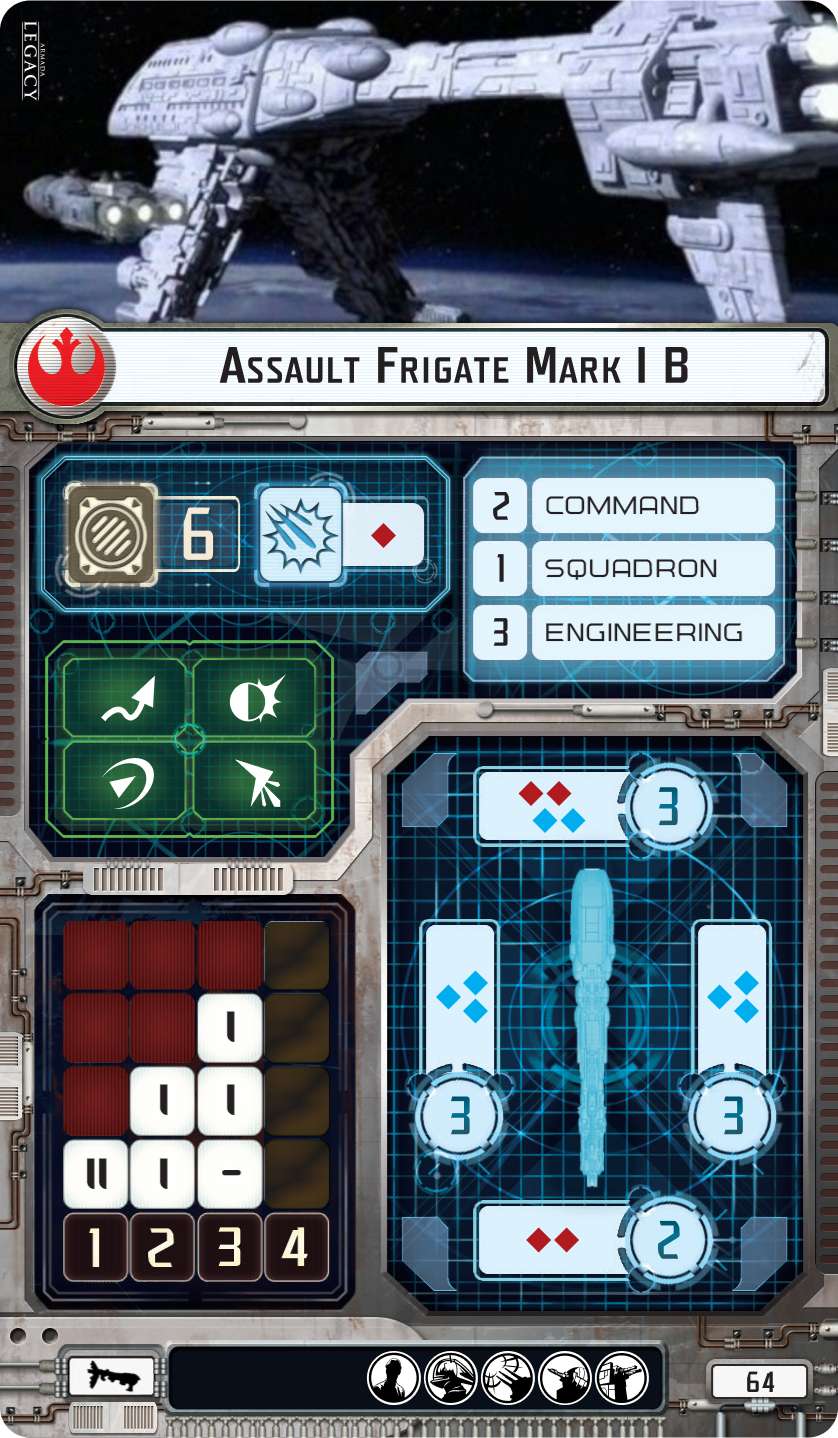 ARMADA
LEGACY
Assault Frigate Mark I B
6
2 COMMAND
1 SQUADRON
3 ENGINEERING
3
I
I I
3 3
II I -
2
1 2 3 4
64